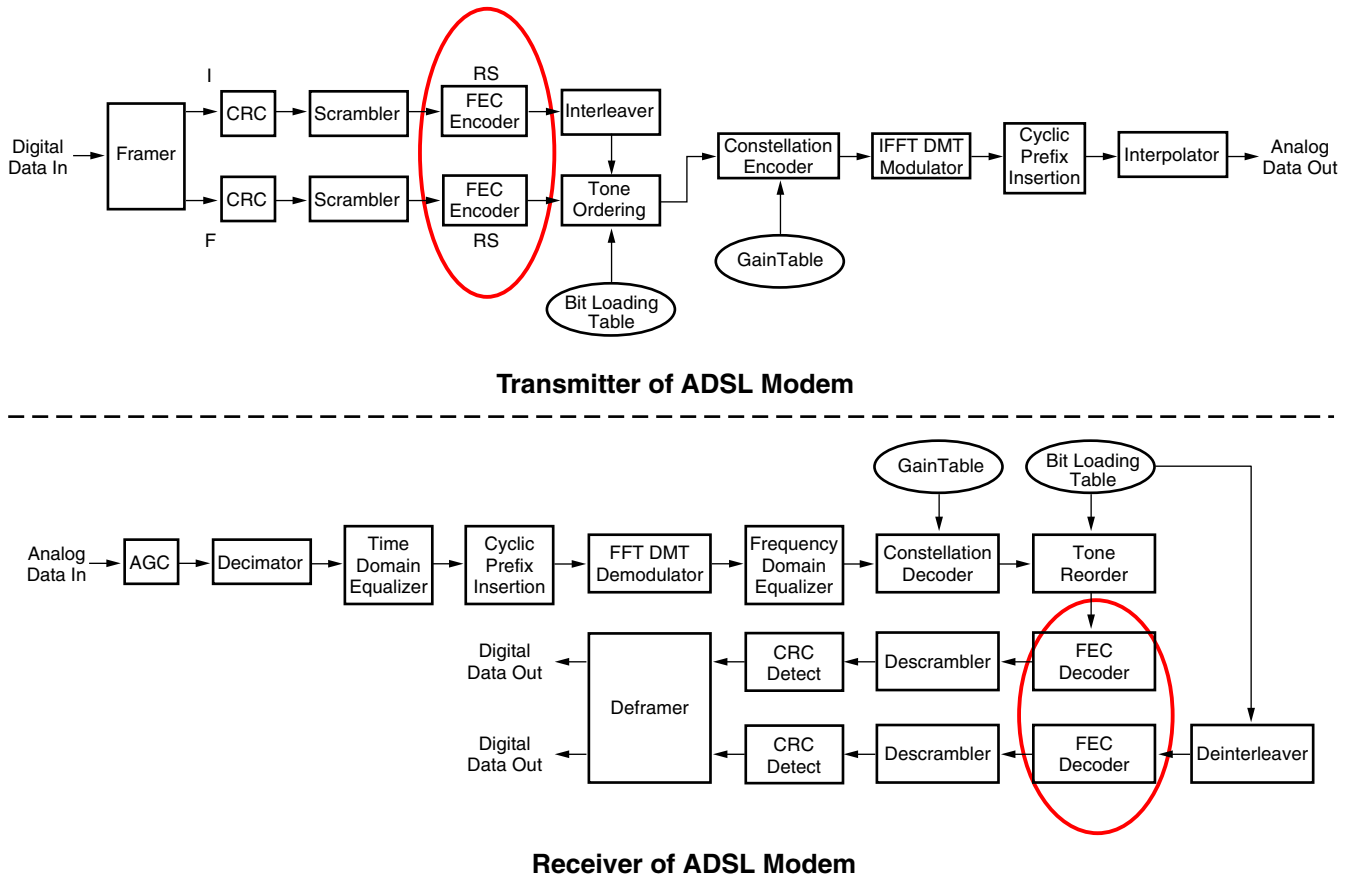 I
RS
CRC
Scrambler
FEC
Encoder
Interleaver
Digital
Data In
Framer
Constellation
Encoder
IFFT DMT
Modulator
Cyclic
Prefix
Insertion
Interpolator
Analog
Data Out
CRC
Scrambler
FEC
Encoder
Tone
Ordering
F
RS
GainTable
Bit Loading
Table
Transmitter of ADSL Modem
GainTable
Bit Loading
Table
Analog
Data In
AGC
Decimator
Time
Domain
Equalizer
Cyclic
Prefix
Insertion
FFT DMT
Demodulator
Frequency
Domain
Equalizer
Constellation
Decoder
Tone
Reorder
Digital
Data Out
Deframer
CRC
Detect
Descrambler
FEC
Decoder
Digital
Data Out
CRC
Detect
Descrambler
FEC
Decoder
Deinterleaver
Receiver of ADSL Modem